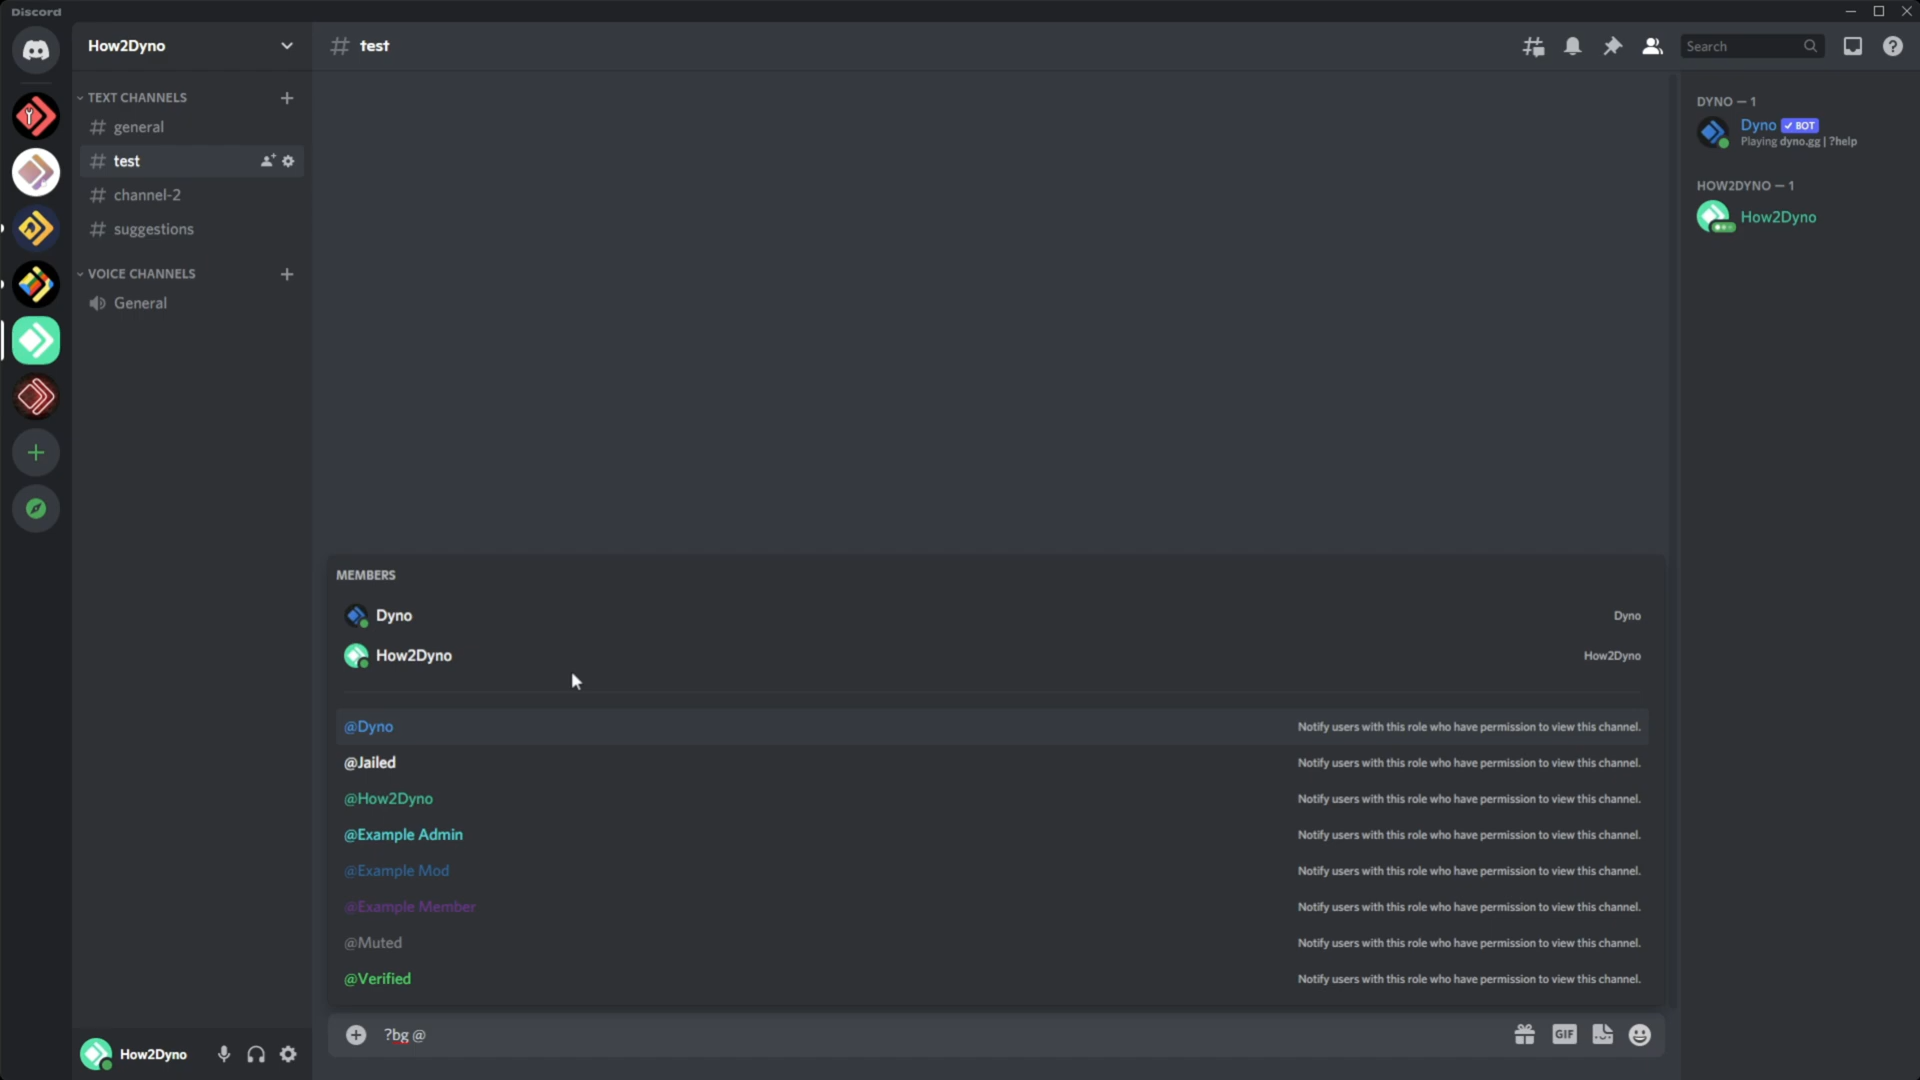 Discord
How2Dyno
test
Search
TEXT CHANNELS
general
test
channel-2
suggestions
VOICE CHANNELS
General
DYNO — 1
Dyno BOT
Playing dyno.gg | ?help
HOW2DYNO — 1
How2Dyno
MEMBERS
Dyno Dyno
How2Dyno How2Dyno
@Dyno Notify users with this role who have permission to view this channel.
@Jailed Notify users with this role who have permission to view this channel.
@How2Dyno Notify users with this role who have permission to view this channel.
@Example Admin Notify users with this role who have permission to view this channel.
@Example Mod Notify users with this role who have permission to view this channel.
@Example Member Notify users with this role who have permission to view this channel.
@Muted Notify users with this role who have permission to view this channel.
@Verified Notify users with this role who have permission to view this channel.
?bg @
GIF
How2Dyno